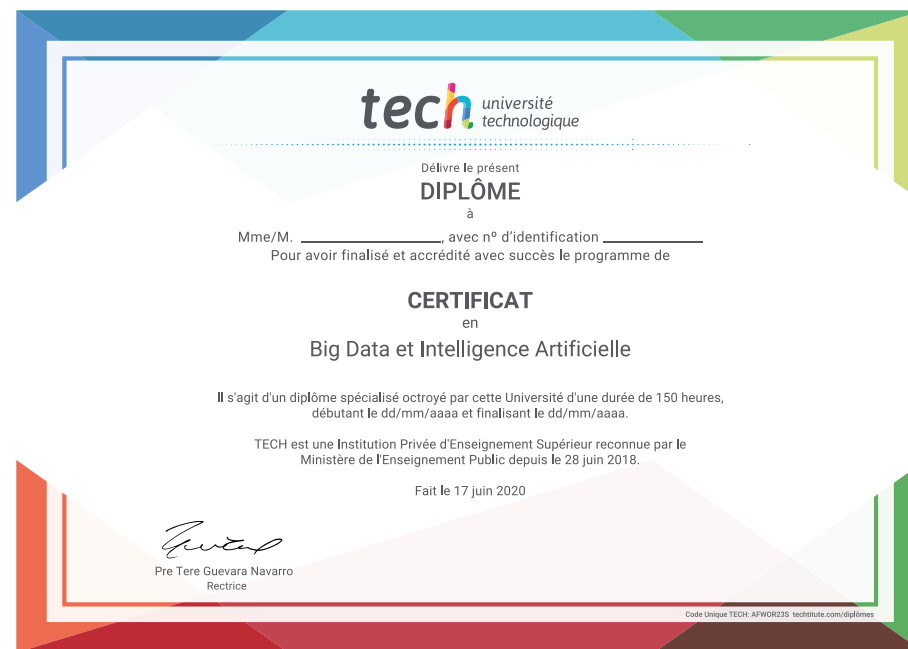 tech université
technologique
Délivre le présent
DIPLÔME
à
Mme/M. ____________________, avec nº d'identification ______________
Pour avoir finalisé et accrédité avec succès le programme de
CERTIFICAT
en
Big Data et Intelligence Artificielle
Il s'agit d'un diplôme spécialisé octroyé par cette Université d'une durée de 150 heures,
débutant le dd/mm/aaaa et finalisant le dd/mm/aaaa.
TECH est une Institution Privée d'Enseignement Supérieur reconnue par le
Ministère de l'Enseignement Public depuis le 28 juin 2018.
Fait le 17 juin 2020
Pre Tere Guevara Navarro
Rectrice
Code Unique TECH: AFWOR23S techtitute.com/diplômes